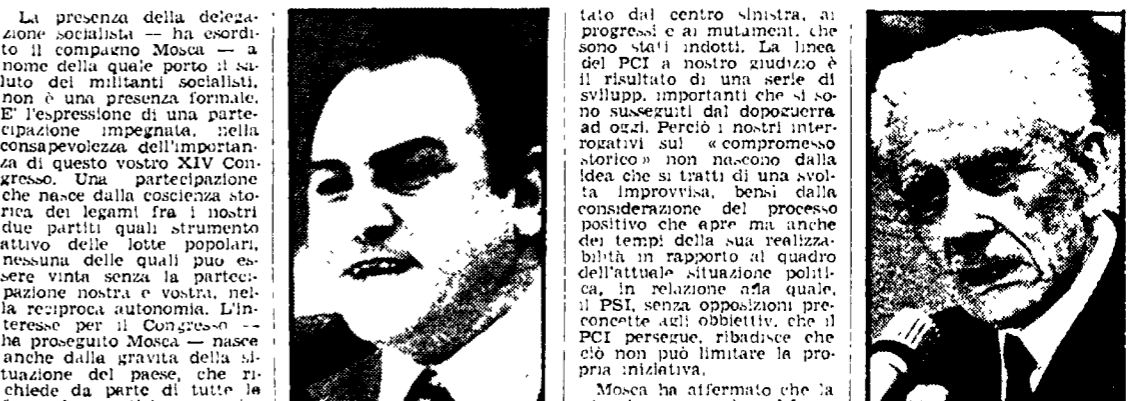 La presenza della delega-
zione socialista — ha esordi-
to il compagno Mosca — a
nome della quale porto il sa-
luto dei militanti socialisti,
non è una presenza formale.
E' l'espressione di una parte-
cipazione impegnata, nella
consapevolezza dell'importan-
za di questo vostro XIV Con-
gresso. Una partecipazione
che nasce dalla coscienza sto-
rica dei legami fra i nostri
due partiti quali strumento
attivo delle lotte popolari,
nessuna delle quali può es-
sere vinta senza la parteci-
pazione nostra e vostra, nel-
la reciproca autonomia. L'in-
teresse per il Congresso —
ha proseguito Mosca — nasce
anche dalla gravità della si-
tuazione del paese, che ri-
chiede da parte di tutte le
tato dal centro sinistra, ai
progressi e ai mutamenti che
sono stati indotti. La linea
del PCI a nostro giudizio è
il risultato di una serie di
sviluppi importanti che si so-
no susseguiti dal dopoguerra
ad oggi. Perciò i nostri inter-
rogativi sul «compromesso
storico» non nascono dalla
idea che si tratti di una svol-
ta improvvisa, bensì dalla
considerazione del processo
positivo che apre ma anche
dei tempi della sua realizza-
bilità in rapporto al quadro
dell'attuale situazione politi-
ca, in relazione alla quale,
il PSI, senza opposizioni pre-
concette agli obbiettivi che il
PCI persegue, ribadisce che
ciò non può limitare la pro-
pria iniziativa.
Mosca ha affermato che la